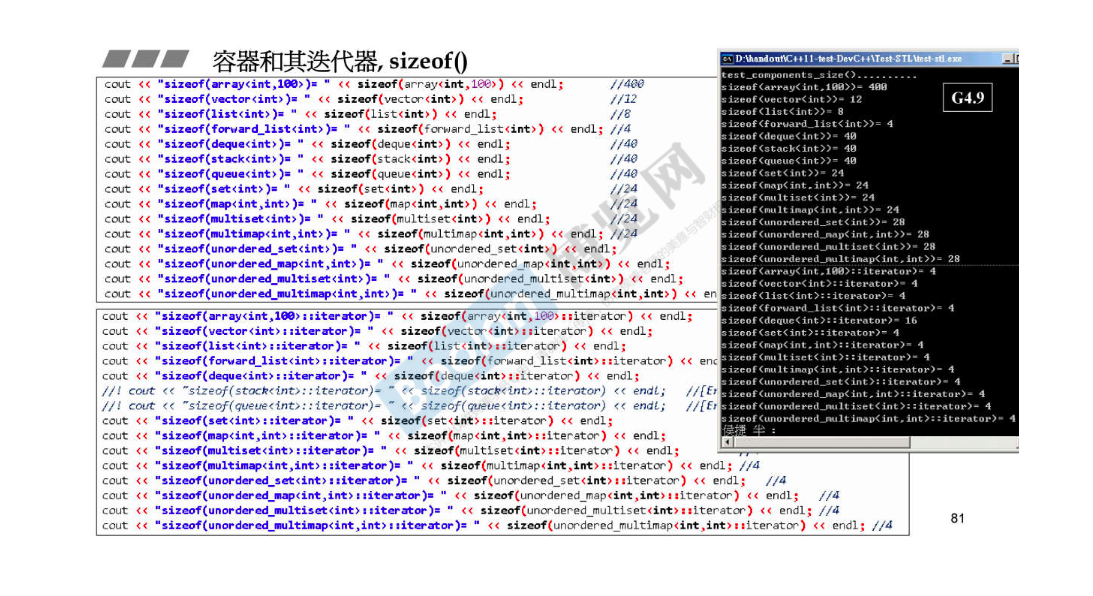 容器和其迭代器, sizeof()
cout << "sizeof(array<int,100>)= " << sizeof(array<int,100>) << endl; //400
cout << "sizeof(vector<int>)= " << sizeof(vector<int>) << endl; //12
cout << "sizeof(list<int>)= " << sizeof(list<int>) << endl; //8
cout << "sizeof(forward_list<int>)= " << sizeof(forward_list<int>) << endl; //4
cout << "sizeof(deque<int>)= " << sizeof(deque<int>) << endl; //40
cout << "sizeof(stack<int>)= " << sizeof(stack<int>) << endl; //40
cout << "sizeof(queue<int>)= " << sizeof(queue<int>) << endl; //40
cout << "sizeof(set<int>)= " << sizeof(set<int>) << endl; //24
cout << "sizeof(map<int,int>)= " << sizeof(map<int,int>) << endl; //24
cout << "sizeof(multiset<int>)= " << sizeof(multiset<int>) << endl; //24
cout << "sizeof(multimap<int,int>)= " << sizeof(multimap<int,int>) << endl; //24
cout << "sizeof(unordered_set<int>)= " << sizeof(unordered_set<int>) << endl;
cout << "sizeof(unordered_map<int,int>)= " << sizeof(unordered_map<int,int>) << endl;
cout << "sizeof(unordered_multiset<int>)= " << sizeof(unordered_multiset<int>) << endl;
cout << "sizeof(unordered_multimap<int,int>)= " << sizeof(unordered_multimap<int,int>) << en
cout << "sizeof(array<int,100>::iterator)= " << sizeof(array<int,100>::iterator) << endl;
cout << "sizeof(vector<int>::iterator)= " << sizeof(vector<int>::iterator) << endl;
cout << "sizeof(list<int>::iterator)= " << sizeof(list<int>::iterator) << endl;
cout << "sizeof(forward_list<int>::iterator)= " << sizeof(forward_list<int>::iterator) << end
cout << "sizeof(deque<int>::iterator)= " << sizeof(deque<int>::iterator) << endl;
//! cout << "sizeof(stack<int>::iterator)= " << sizeof(stack<int>::iterator) << endl; //[Er
//! cout << "sizeof(queue<int>::iterator)= " << sizeof(queue<int>::iterator) << endl; //[Er
cout << "sizeof(set<int>::iterator)= " << sizeof(set<int>::iterator) << endl;
cout << "sizeof(map<int,int>::iterator)= " << sizeof(map<int,int>::iterator) << endl;
cout << "sizeof(multiset<int>::iterator)= " << sizeof(multiset<int>::iterator) << endl;
cout << "sizeof(multimap<int,int>::iterator)= " << sizeof(multimap<int,int>::iterator) << endl; //4
cout << "sizeof(unordered_set<int>::iterator)= " << sizeof(unordered_set<int>::iterator) << endl; //4
cout << "sizeof(unordered_map<int,int>::iterator)= " << sizeof(unordered_map<int,int>::iterator) << endl; //4
cout << "sizeof(unordered_multiset<int>::iterator)= " << sizeof(unordered_multiset<int>::iterator) << endl; //4
cout << "sizeof(unordered_multimap<int,int>::iterator)= " << sizeof(unordered_multimap<int,int>::iterator) << endl; //4
D:\handout\C++11-test-DevC++\Test-STL\test-stl.exe
test_components_size()..........
sizeof(array<int,100>)= 400
G4.9
sizeof(vector<int>)= 12
sizeof(list<int>)= 8
sizeof(forward_list<int>)= 4
sizeof(deque<int>)= 40
sizeof(stack<int>)= 40
sizeof(queue<int>)= 40
sizeof(set<int>)= 24
sizeof(map<int,int>)= 24
sizeof(multiset<int>)= 24
sizeof(multimap<int,int>)= 24
sizeof(unordered_set<int>)= 28
sizeof(unordered_map<int,int>)= 28
sizeof(unordered_multiset<int>)= 28
sizeof(unordered_multimap<int,int>)= 28
sizeof(array<int,100>::iterator)= 4
sizeof(vector<int>::iterator)= 4
sizeof(list<int>::iterator)= 4
sizeof(forward_list<int>::iterator)= 4
sizeof(deque<int>::iterator)= 16
sizeof(set<int>::iterator)= 4
sizeof(map<int,int>::iterator)= 4
sizeof(multiset<int>::iterator)= 4
sizeof(multimap<int,int>::iterator)= 4
sizeof(unordered_set<int>::iterator)= 4
sizeof(unordered_map<int,int>::iterator)= 4
sizeof(unordered_multiset<int>::iterator)= 4
sizeof(unordered_multimap<int,int>::iterator)= 4
侯捷 半 :
81